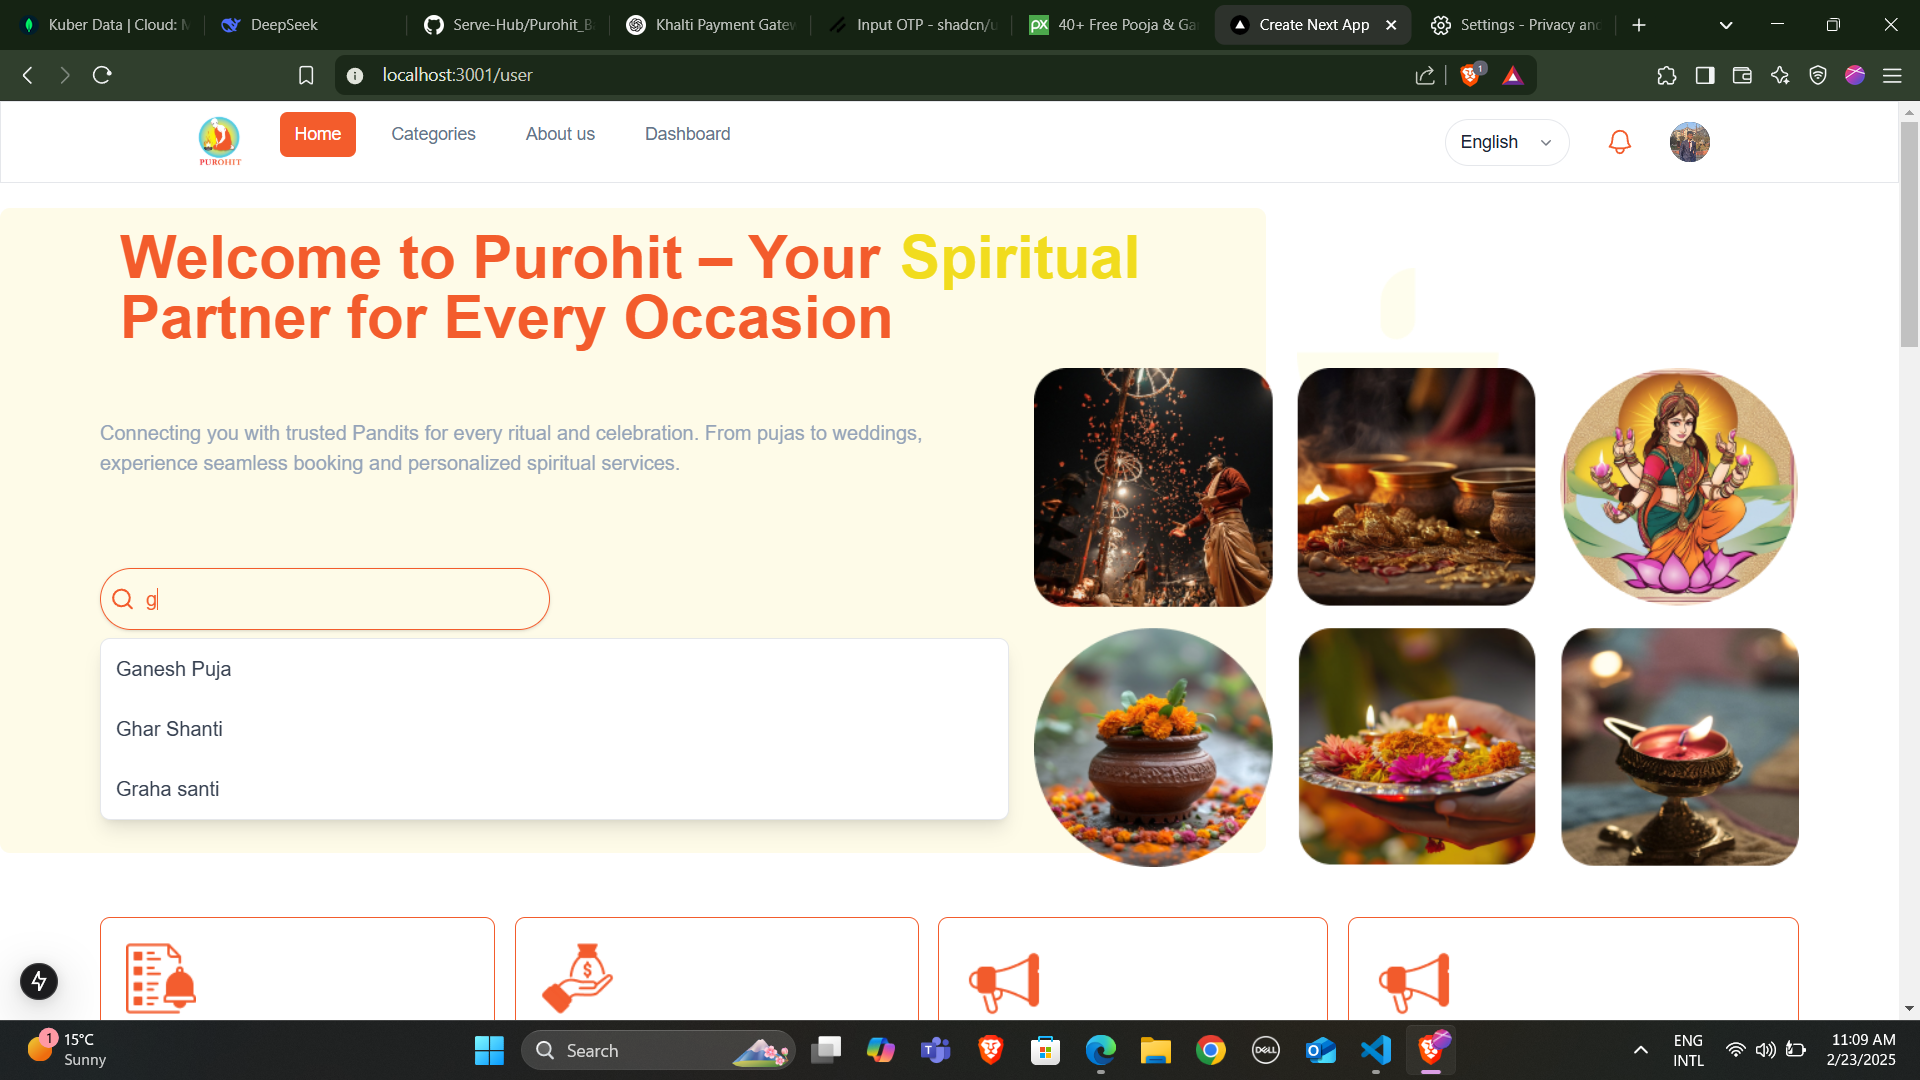 Kuber Data | Cloud: M
DeepSeek
Serve-Hub/Purohit_B
Khalti Payment Gatew
Input OTP - shadcn/u
px
40+ Free Pooja & Ga
Create Next App
Settings - Privacy and
localhost:3001/user
1
PUROHIT
Home
Categories
About us
Dashboard
English
Welcome to Purohit – Your Spiritual
Partner for Every Occasion
Connecting you with trusted Pandits for every ritual and celebration. From pujas to weddings,
experience seamless booking and personalized spiritual services.
g
Ganesh Puja
Ghar Shanti
Graha santi
1
15°C
Sunny
Search
DELL
ENG
INTL
11:09 AM
2/23/2025